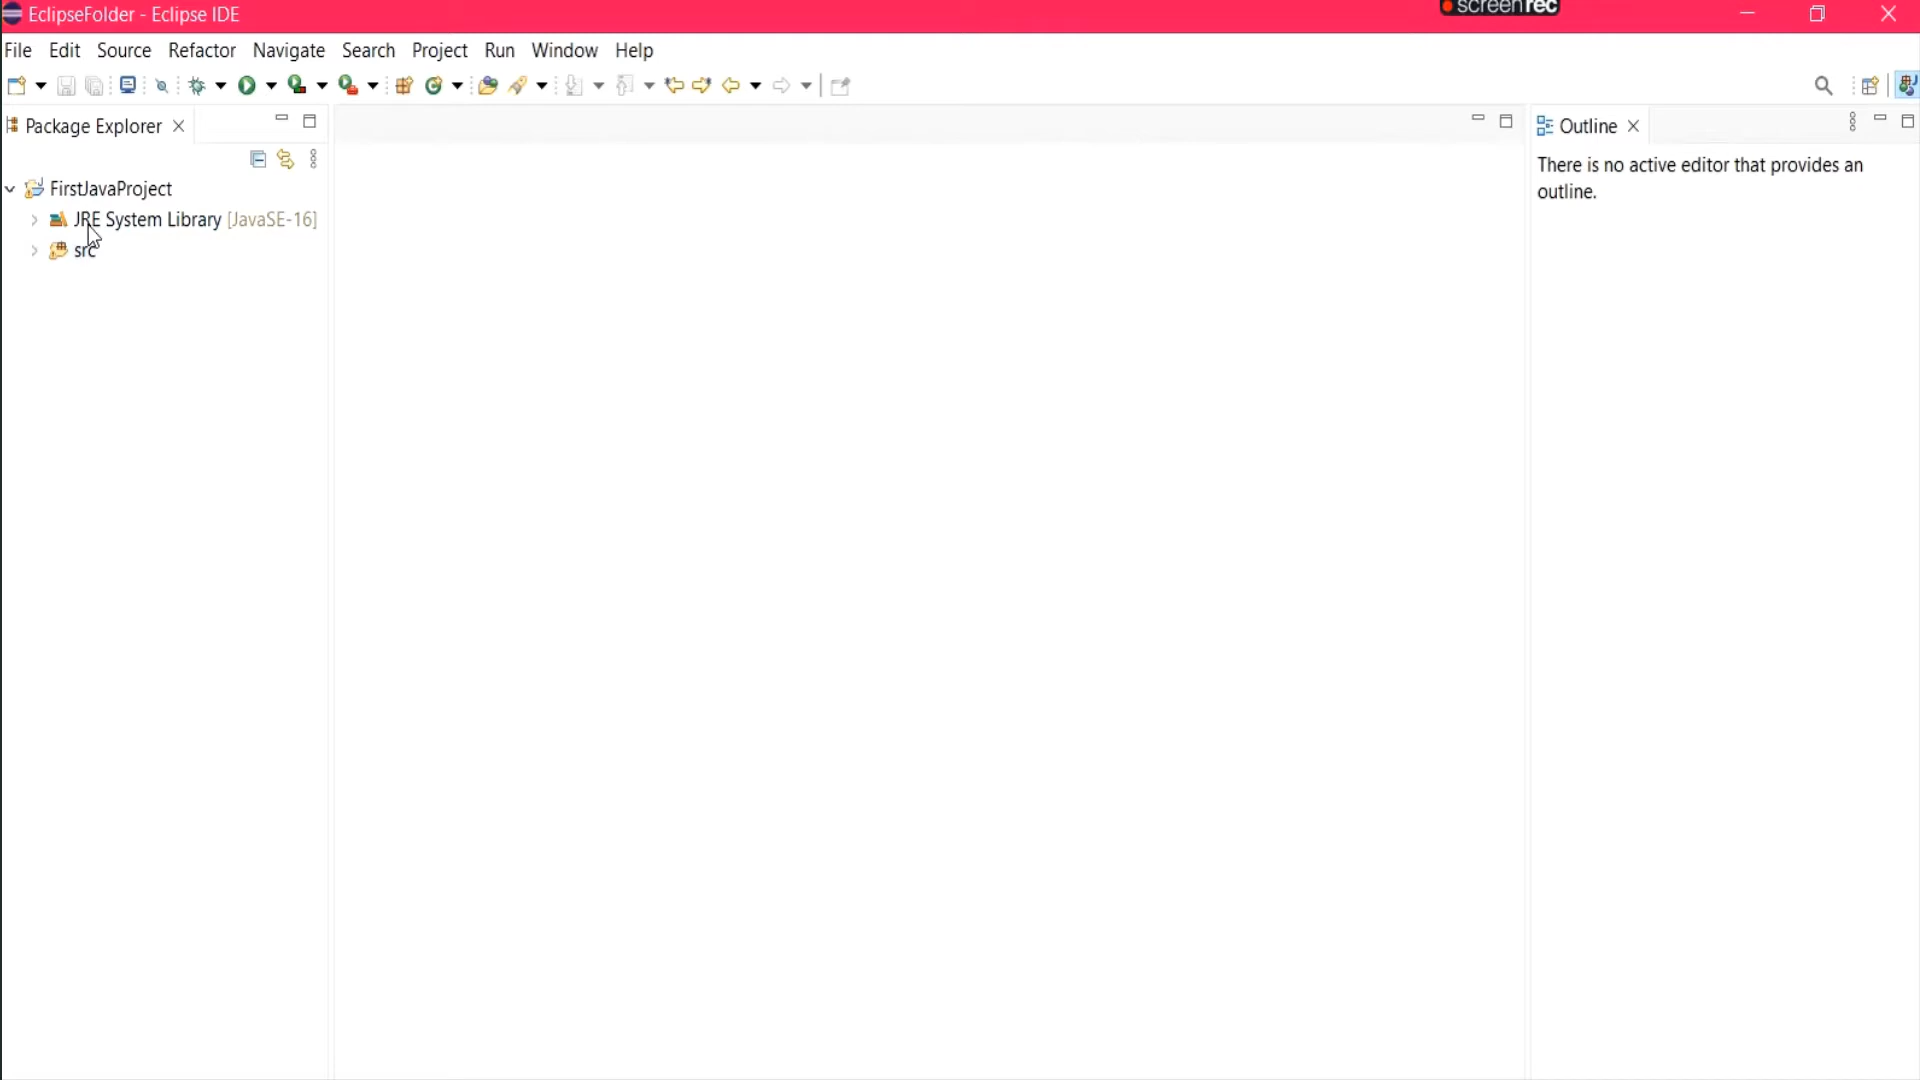 EclipseFolder - Eclipse IDE
screenrec
File Edit Source Refactor Navigate Search Project Run Window Help
Package Explorer
Outline
There is no active editor that provides an
outline.
FirstJavaProject
JRE System Library [JavaSE-16]
src